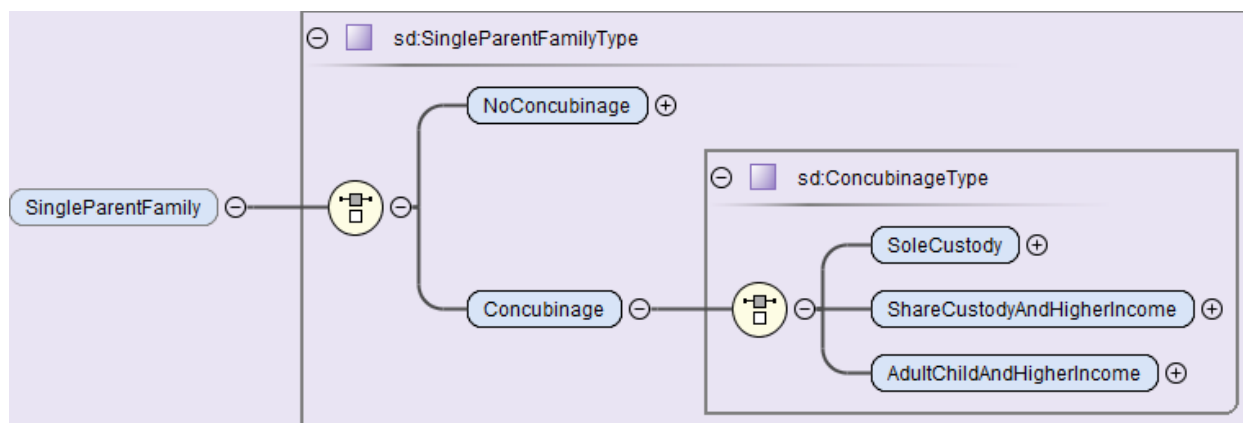 sd:SingleParentFamilyType
NoConcubinage
sd:ConcubinageType
SingleParentFamily
SoleCustody
Concubinage
ShareCustodyAndHigherIncome
AdultChildAndHigherIncome